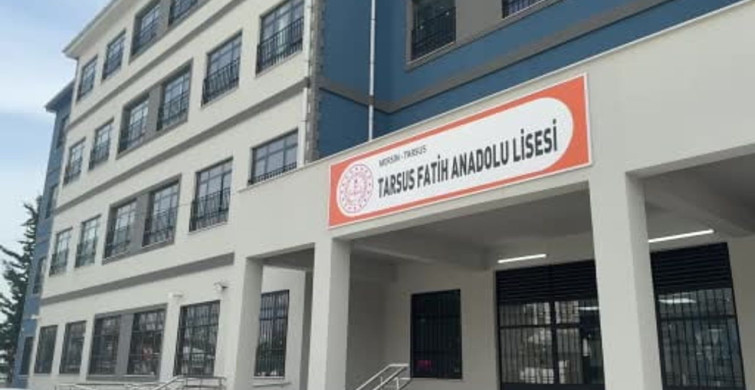 MERSİN - TARSUS
TARSUS FATİH ANADOLU LİSESİ